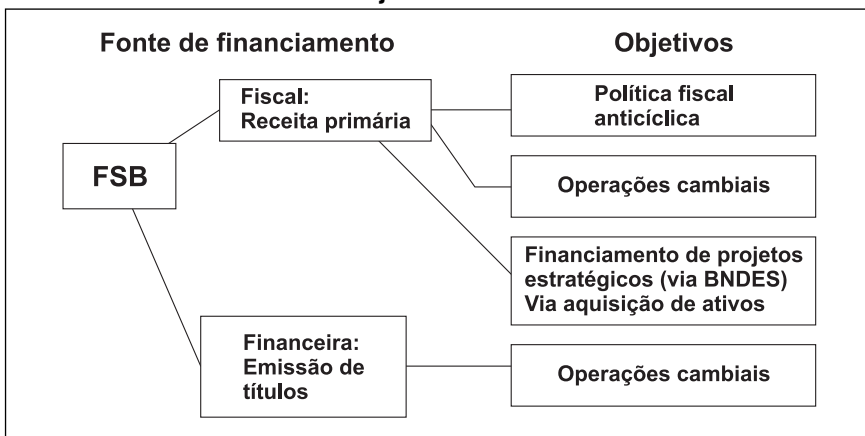 Fonte de financiamento
Objetivos
FSB
Fiscal:
Receita primária
Política fiscal
anticíclica
Operações cambiais
Financiamento de projetos
estratégicos (via BNDES)
Via aquisição de ativos
Financeira:
Emissão de
títulos
Operações cambiais